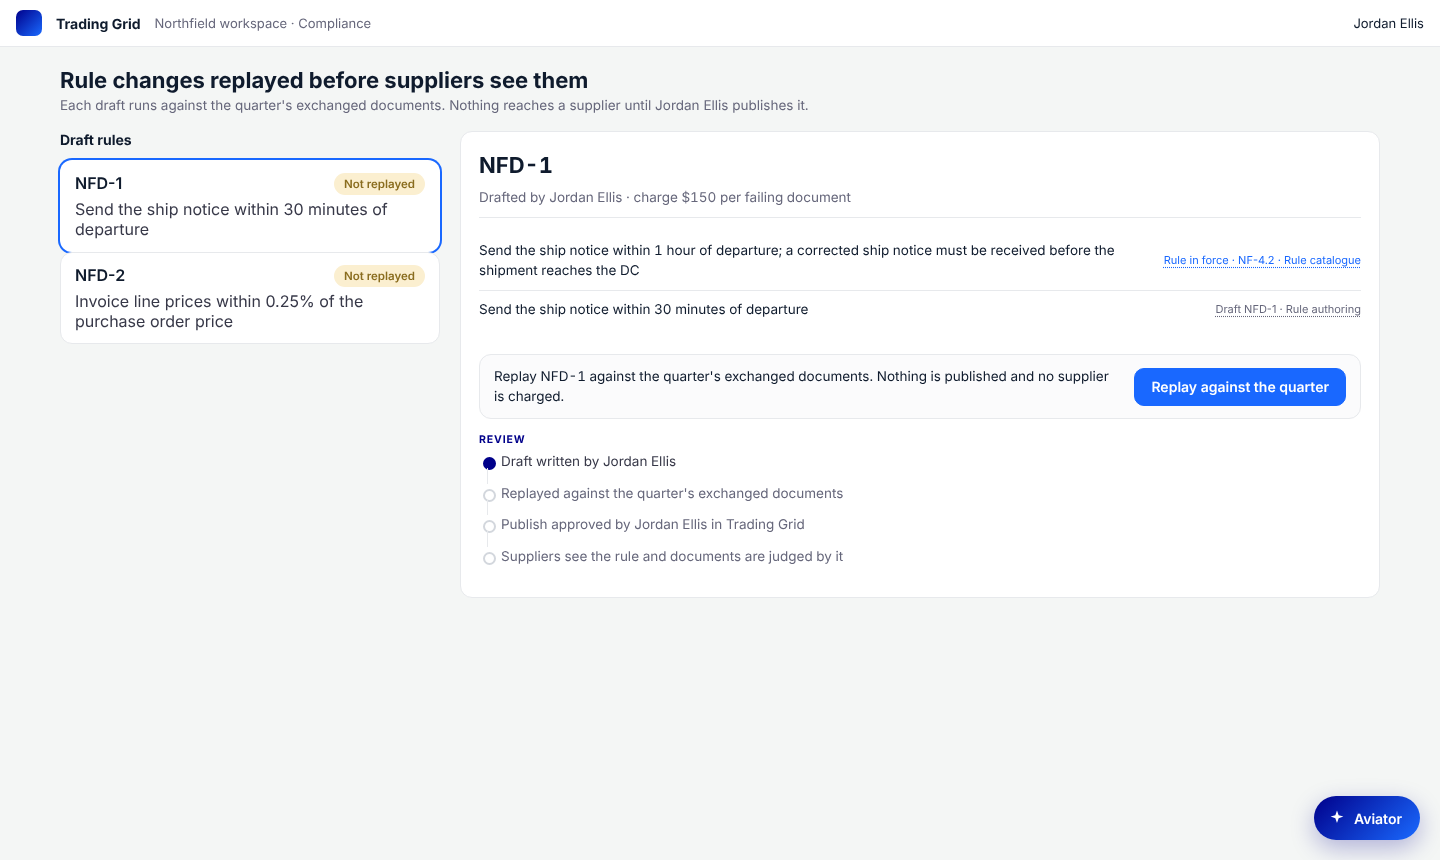 Trading Grid Northfield workspace · Compliance
Jordan Ellis
Rule changes replayed before suppliers see them
Each draft runs against the quarter's exchanged documents. Nothing reaches a supplier until Jordan Ellis publishes it.
Draft rules
NFD-1
Not replayed
Send the ship notice within 30 minutes of
departure
NFD-2
Not replayed
Invoice line prices within 0.25% of the
purchase order price
NFD-1
Drafted by Jordan Ellis · charge $150 per failing document
Send the ship notice within 1 hour of departure; a corrected ship notice must be received before the
shipment reaches the DC
Rule in force · NF-4.2 · Rule catalogue
Send the ship notice within 30 minutes of departure
Draft NFD-1 · Rule authoring
Replay NFD-1 against the quarter's exchanged documents. Nothing is published and no supplier
is charged.
Replay against the quarter
REVIEW
Draft written by Jordan Ellis
Replayed against the quarter's exchanged documents
Publish approved by Jordan Ellis in Trading Grid
Suppliers see the rule and documents are judged by it
Aviator